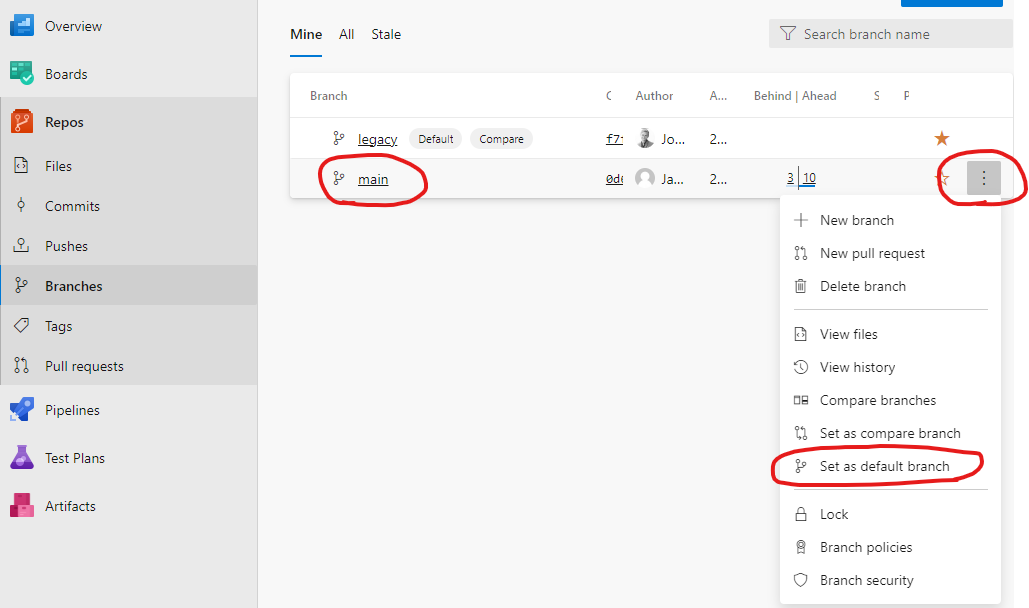 Overview
Boards
Repos
Files
Commits
Pushes
Branches
Tags
Pull requests
Pipelines
Test Plans
Artifacts
Mine All Stale
Search branch name
Branch Author A... Behind | Ahead S P
legacy Default Compare Jo... 2...
main Ja... 2... 3 10
New branch
New pull request
Delete branch
View files
View history
Compare branches
Set as compare branch
Set as default branch
Lock
Branch policies
Branch security